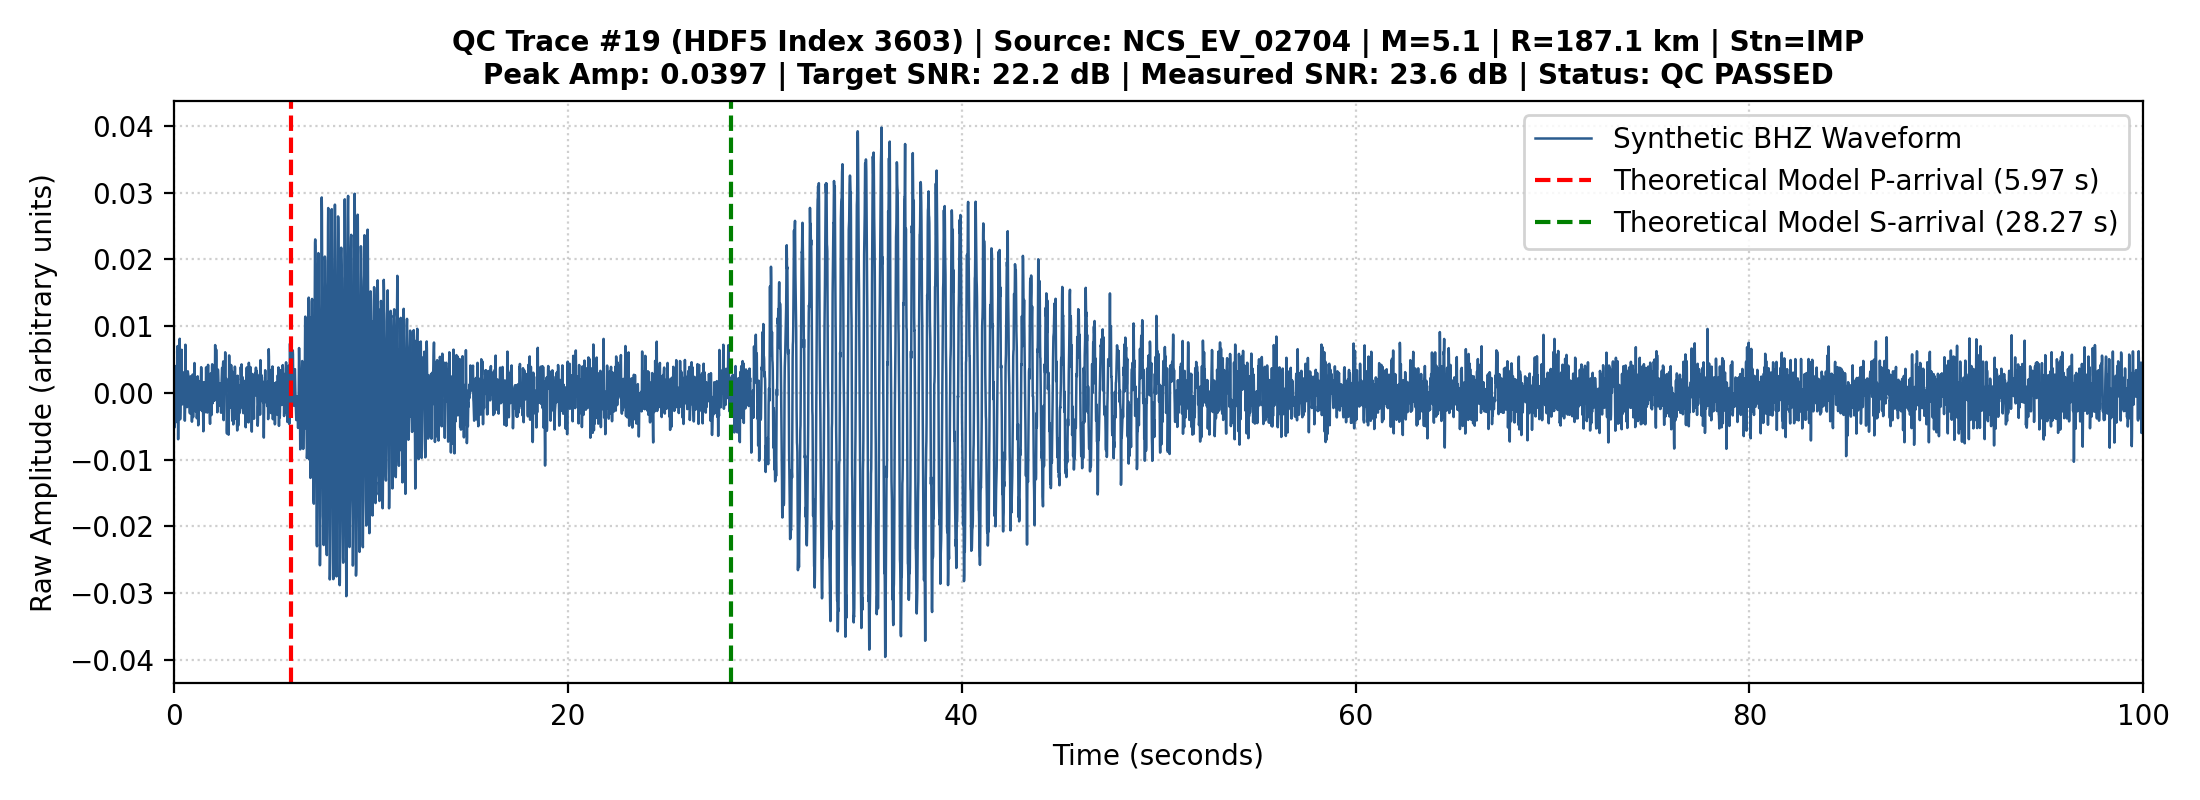 QC Trace #19 (HDF5 Index 3603) | Source: NCS_EV_02704 | M=5.1 | R=187.1 km | Stn=IMP
Peak Amp: 0.0397 | Target SNR: 22.2 dB | Measured SNR: 23.6 dB | Status: QC PASSED
Synthetic BHZ Waveform
Theoretical Model P-arrival (5.97 s)
Theoretical Model S-arrival (28.27 s)
Raw Amplitude (arbitrary units)
0.04
0.03
0.02
0.01
0.00
−0.01
−0.02
−0.03
−0.04
0 20 40 60 80 100
Time (seconds)